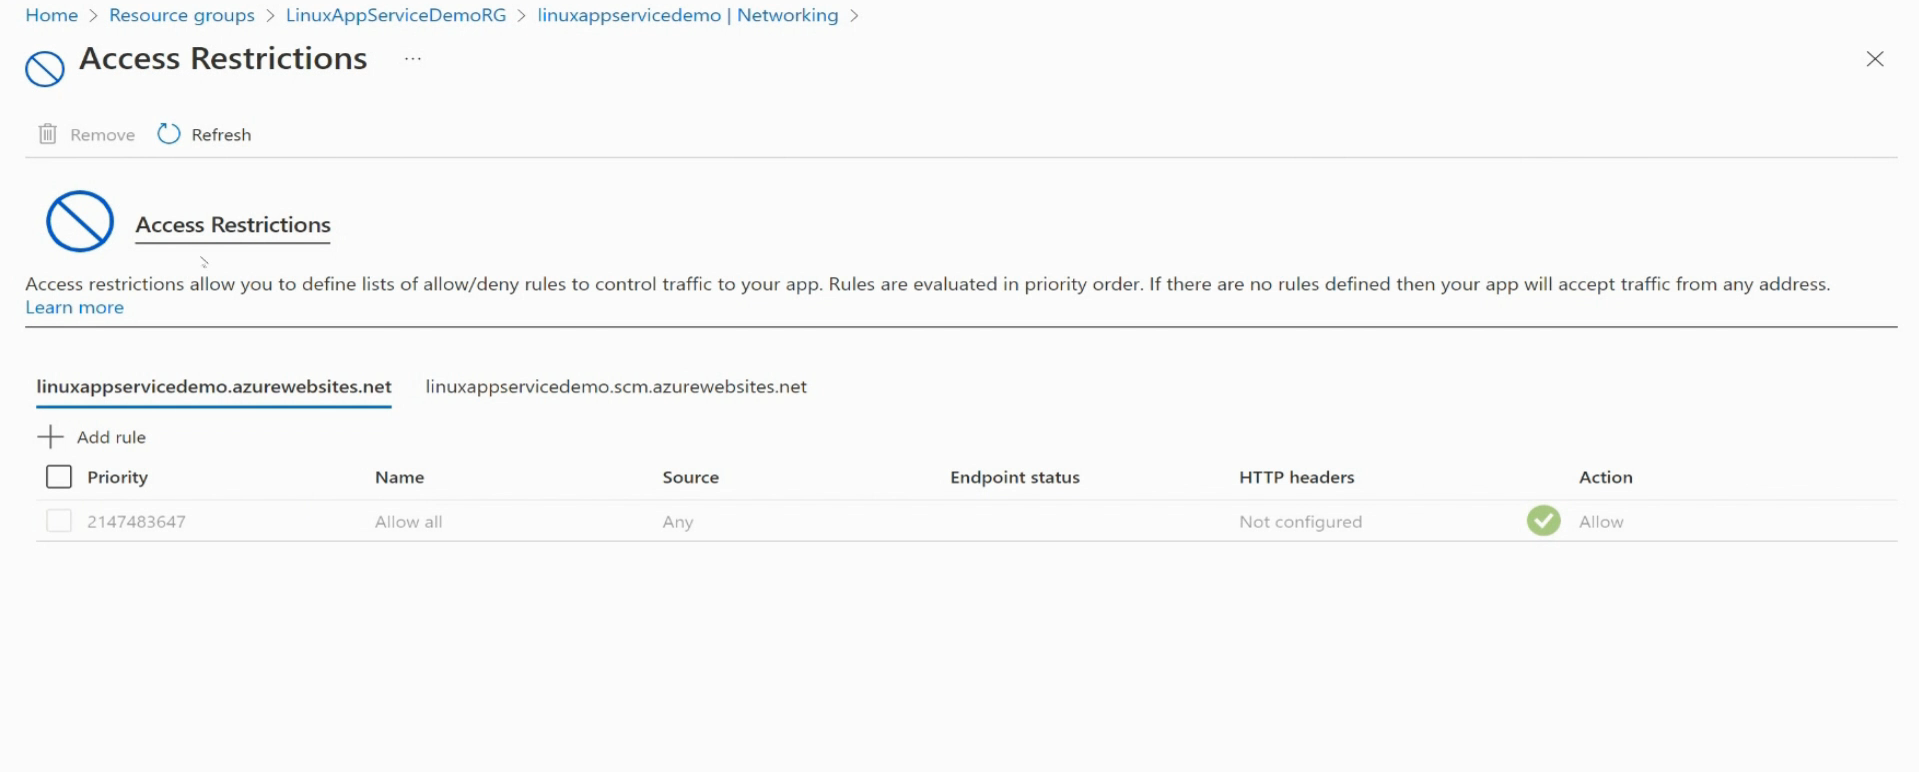 Home > Resource groups > LinuxAppServiceDemoRG > linuxappservicedemo | Networking >
Access Restrictions ...
Remove Refresh
Access Restrictions
Access restrictions allow you to define lists of allow/deny rules to control traffic to your app. Rules are evaluated in priority order. If there are no rules defined then your app will accept traffic from any address.
Learn more
linuxappservicedemo.azurewebsites.net linuxappservicedemo.scm.azurewebsites.net
Add rule
Priority Name Source Endpoint status HTTP headers Action
2147483647 Allow all Any Not configured Allow